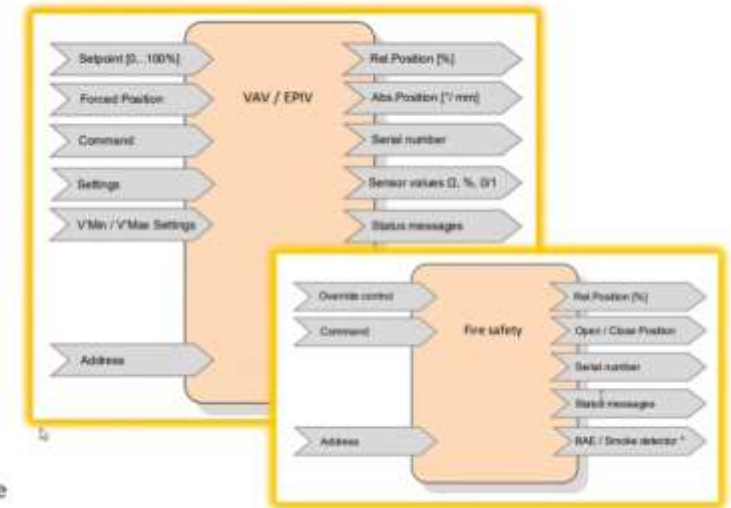 Setpoint [0...100%]
Forced Position
Command
Settings
V'Min / V'Max Settings
Address
VAV / EPIV
Rel.Position [%]
Abs.Position [°/ mm]
Serial number
Sensor values Ω, %, 0/1
Status messages
Override control
Command
Address
Fire safety
Rel.Position [%]
Open / Close Position
Serial number
Status messages
BAE / Smoke detector *
e